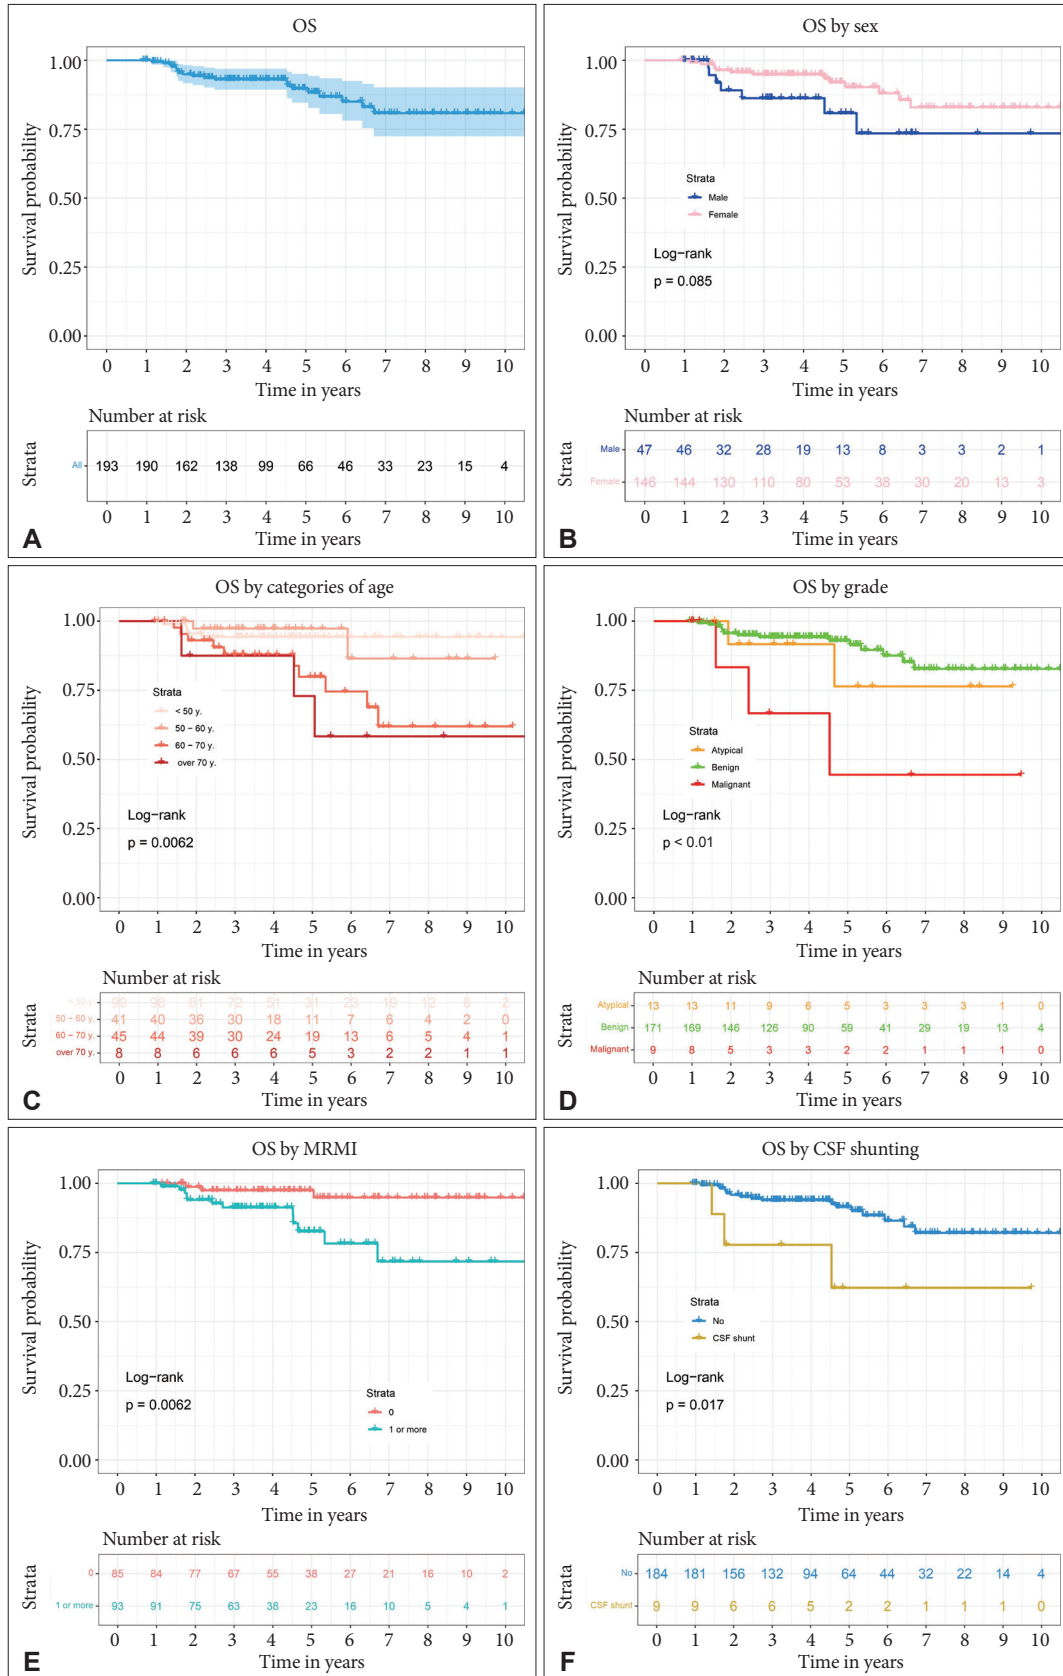 OS
Survival probability
1.00
0.75
0.50
0.25
0.00
0 1 2 3 4 5 6 7 8 9 10
Time in years
Number at risk
Strata
All 193 190 162 138 99 66 46 33 23 15 4
0 1 2 3 4 5 6 7 8 9 10
Time in years
A
OS by sex
Survival probability
1.00
0.75
0.50
0.25
0.00
Strata
Male
Female
Log-rank
p = 0.085
0 1 2 3 4 5 6 7 8 9 10
Time in years
Number at risk
Strata
Male 47 46 32 28 19 13 8 3 3 2 1
Female 146 144 130 110 80 53 38 30 20 13 3
0 1 2 3 4 5 6 7 8 9 10
Time in years
B
OS by categories of age
Survival probability
1.00
0.75
0.50
0.25
0.00
Strata
< 50 y.
50 – 60 y.
60 – 70 y.
over 70 y.
Log-rank
p = 0.0062
0 1 2 3 4 5 6 7 8 9 10
Time in years
Number at risk
Strata
< 50 y. 99 98 81 72 51 31 23 19 12 8 2
50 – 60 y. 41 40 36 30 18 11 7 6 4 2 0
60 – 70 y. 45 44 39 30 24 19 13 6 5 4 1
over 70 y. 8 8 6 6 6 5 3 2 2 1 1
0 1 2 3 4 5 6 7 8 9 10
Time in years
C
OS by grade
Survival probability
1.00
0.75
0.50
0.25
0.00
Strata
Atypical
Benign
Malignant
Log-rank
p < 0.01
0 1 2 3 4 5 6 7 8 9 10
Time in years
Number at risk
Strata
Atypical 13 13 11 9 6 5 3 3 3 1 0
Benign 171 169 146 126 90 59 41 29 19 13 4
Malignant 9 8 5 3 3 2 2 1 1 1 0
0 1 2 3 4 5 6 7 8 9 10
Time in years
D
OS by MRMI
Survival probability
1.00
0.75
0.50
0.25
0.00
Log-rank
p = 0.0062
Strata
0
1 or more
0 1 2 3 4 5 6 7 8 9 10
Time in years
Number at risk
Strata
0 85 84 77 67 55 38 27 21 16 10 2
1 or more 93 91 75 63 38 23 16 10 5 4 1
0 1 2 3 4 5 6 7 8 9 10
Time in years
E
OS by CSF shunting
Survival probability
1.00
0.75
0.50
0.25
0.00
Strata
No
CSF shunt
Log-rank
p = 0.017
0 1 2 3 4 5 6 7 8 9 10
Time in years
Number at risk
Strata
No 184 181 156 132 94 64 44 32 22 14 4
CSF shunt 9 9 6 6 5 2 2 1 1 1 0
0 1 2 3 4 5 6 7 8 9 10
Time in years
F